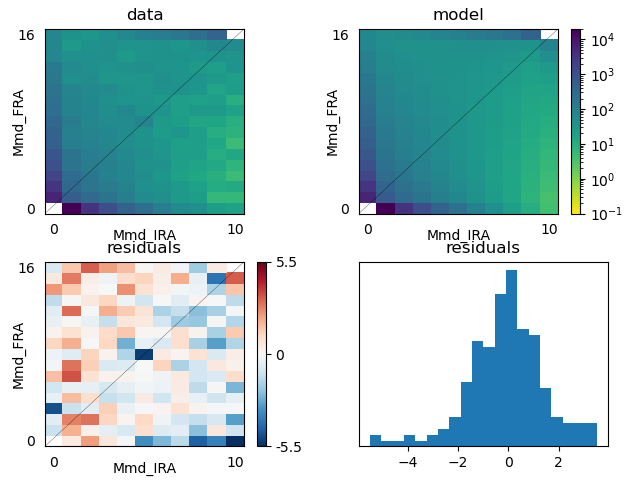 data
model
16
Mmd_FRA
0
0
Mmd_IRA
10
16
Mmd_FRA
0
0
Mmd_IRA
10
10^4
10^3
10^2
10^1
10^0
10^-1
residuals
residuals
16
Mmd_FRA
0
0
Mmd_IRA
10
5.5
0
-5.5
−4
−2
0
2